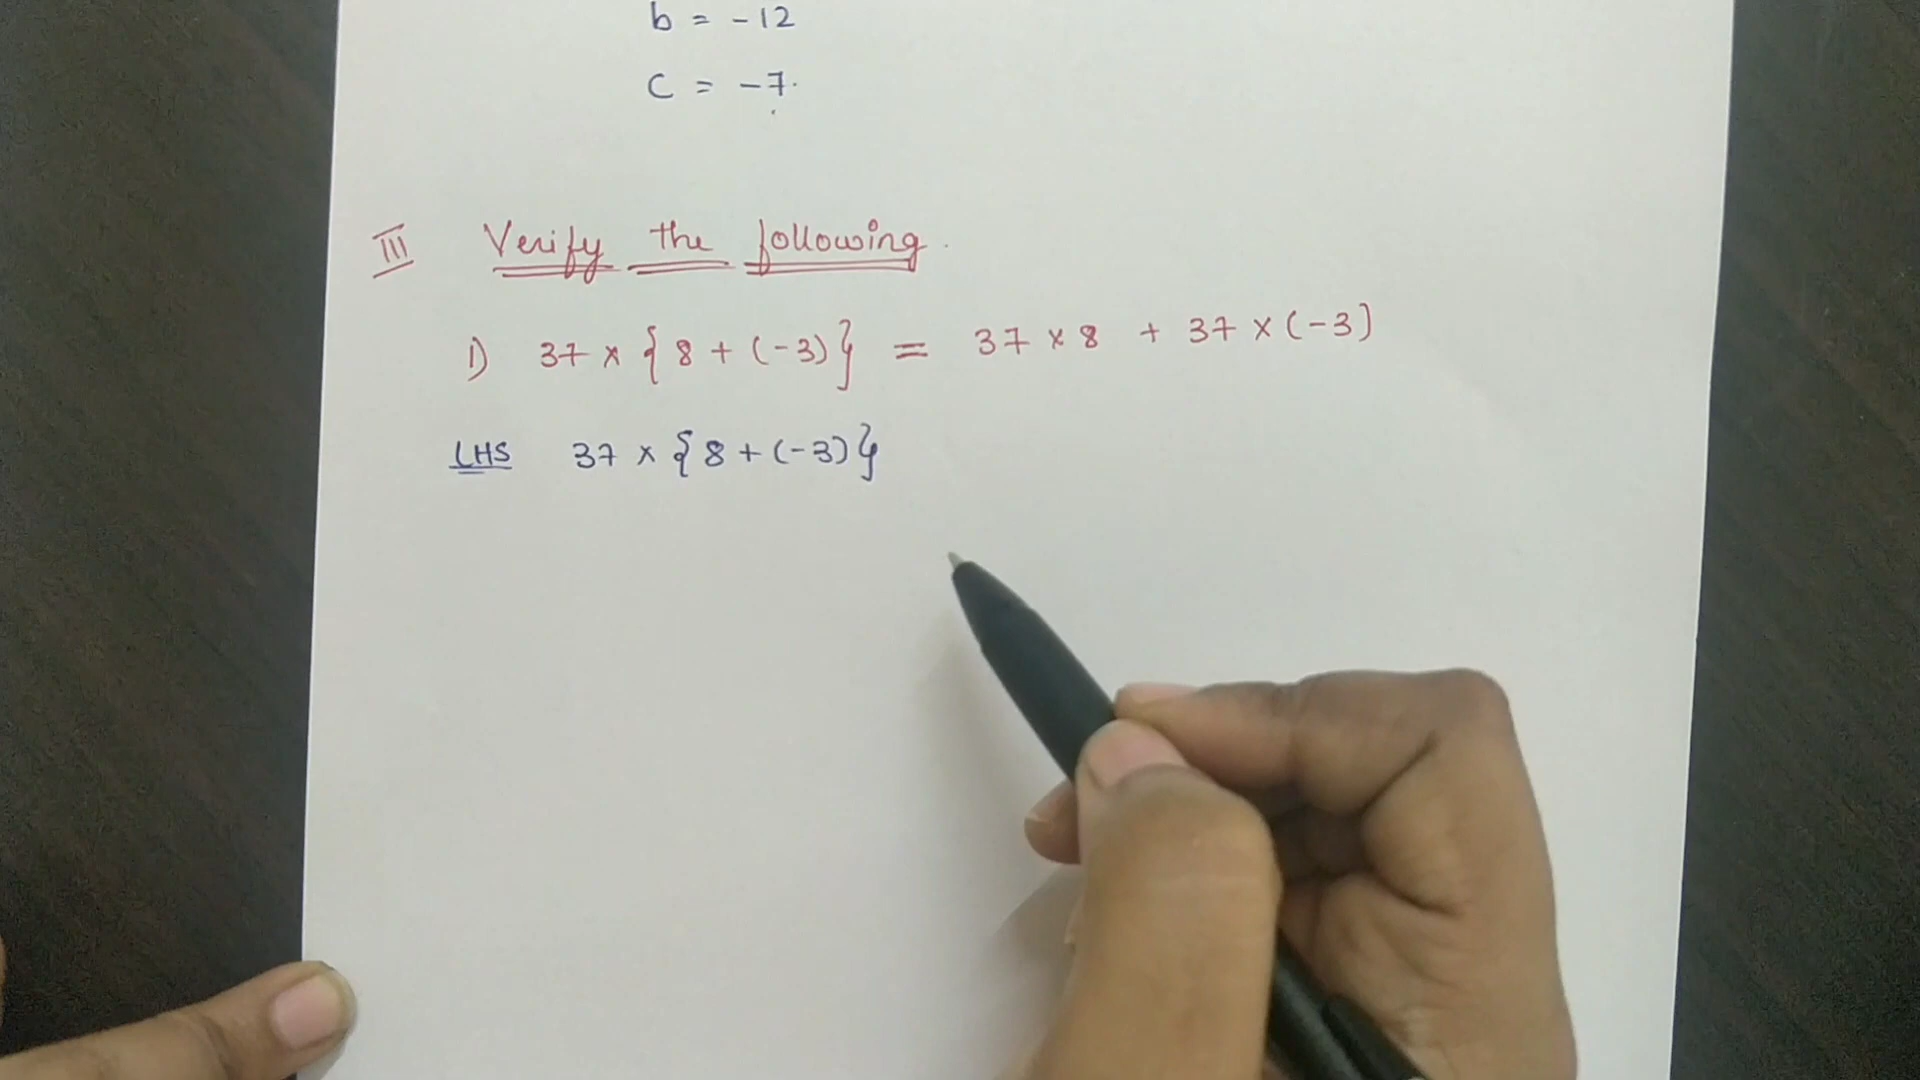 b = -12
C = -7.
III Verify the following.
1) 37 × { 8 + (-3)} = 37 × 8 + 37 × (-3)
LHS 37 × { 8 + (-3)}